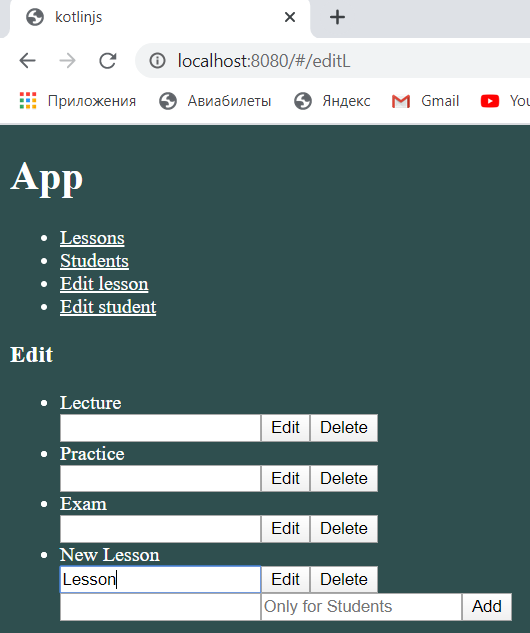 kotlinjs
localhost:8080/#/editL
Приложения Авиабилеты Яндекс Gmail You
App
Lessons
Students
Edit lesson
Edit student
Edit
Lecture
Edit Delete
Practice
Edit Delete
Exam
Edit Delete
New Lesson
Lesson Edit Delete
Only for Students Add